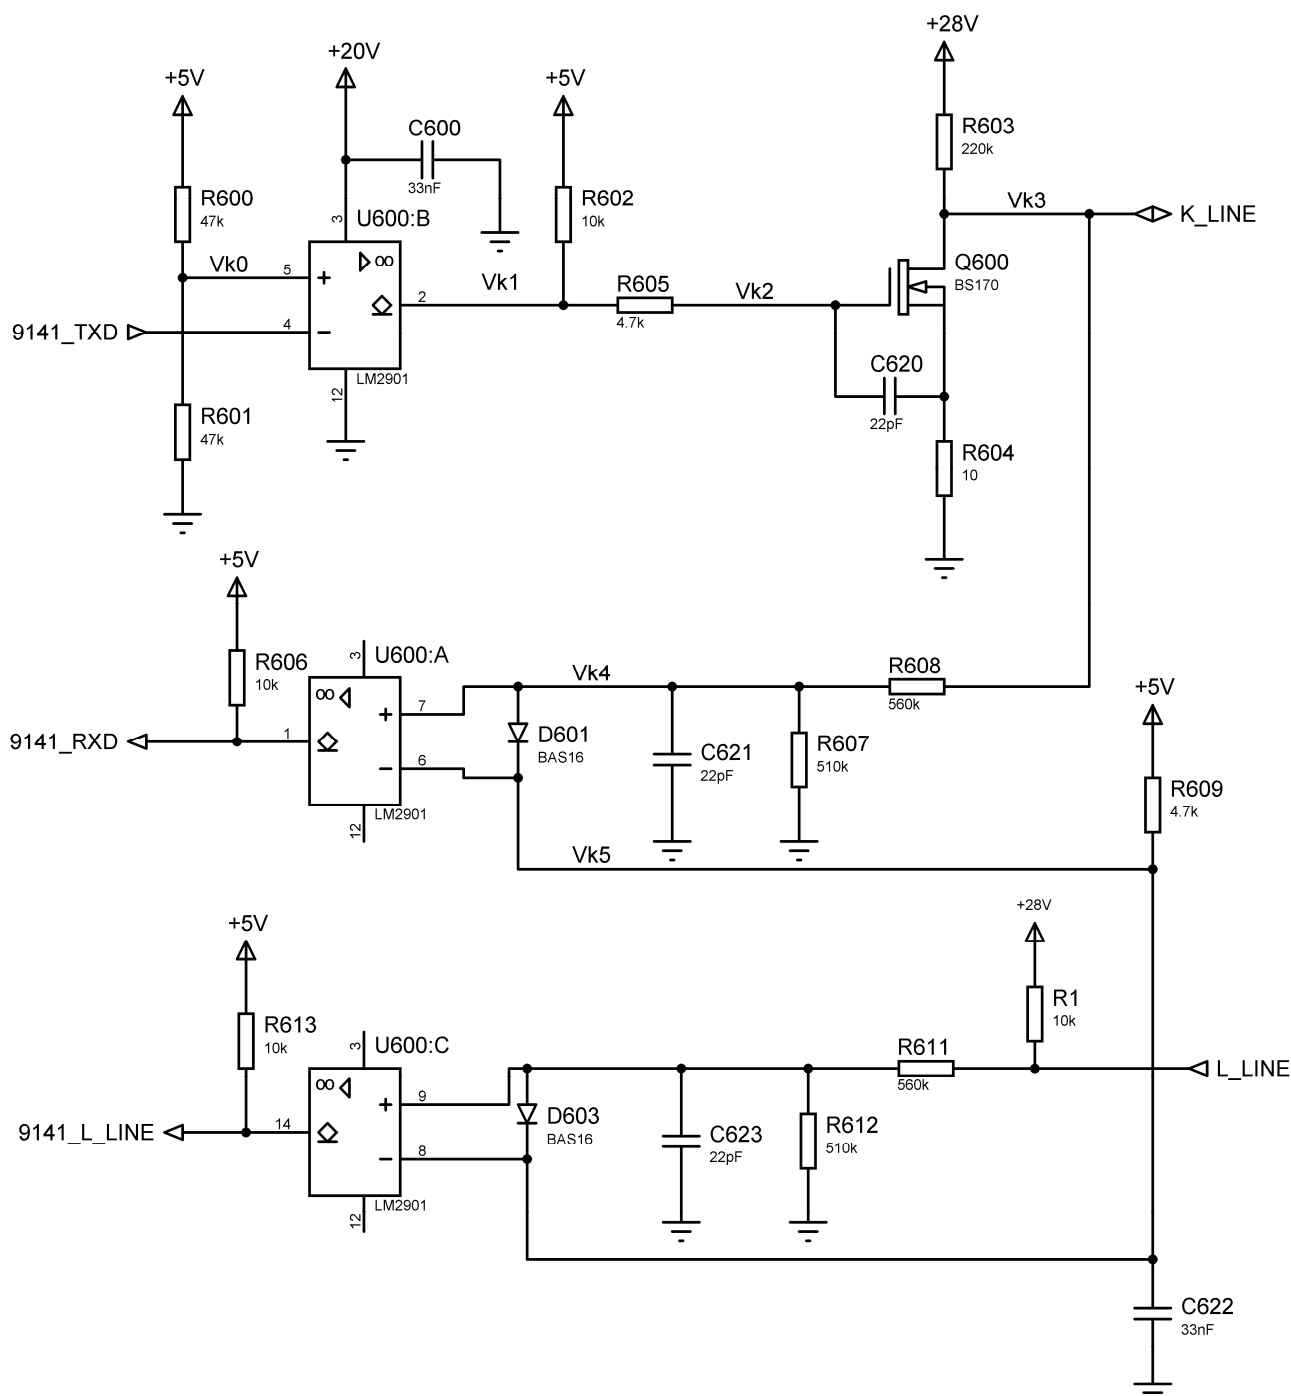 +28V
+20V
+5V
+5V
C600
33nF
R603
220k
R600
47k
3
U600:B
R602
10k
Vk3
K_LINE
Vk0
5
+
∞
Vk1
2
R605
4.7k
Vk2
Q600
BS170
9141_TXD
4
−
12
LM2901
C620
22pF
R601
47k
R604
10
+5V
R606
10k
3
U600:A
∞
Vk4
R608
560k
+5V
+
7
9141_RXD
1
D601
BAS16
C621
22pF
R607
510k
−
6
12
LM2901
R609
4.7k
Vk5
+5V
+28V
R613
10k
3
U600:C
R1
10k
∞
R611
560k
L_LINE
+
9
9141_L_LINE
14
D603
BAS16
C623
22pF
R612
510k
−
8
12
LM2901
C622
33nF